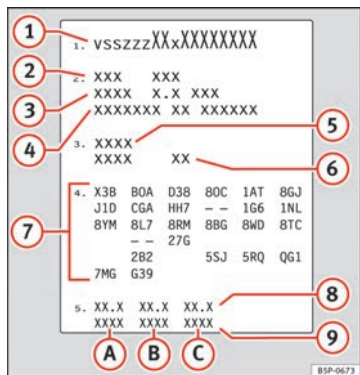 1
1. VSSZZZXXxXXXXXXXX
2
2. XXX XXX
3
XXXX X.X XXX
4
XXXXXXX XX XXXXXX
5
3. XXXX
XXXX XX
6
7
4. X3B B0A D38 80C 1AT 8GJ
J1D CGA HH7 -- 1G6 1NL
8YM 8L7 8RM 8BG 8WD 8TC
-- 27G
2B2 5SJ 5RQ QG1
7MG G39
5. XX.X XX.X XX.X
8
XXXX XXXX XXXX
9
A B C
B5P-0673